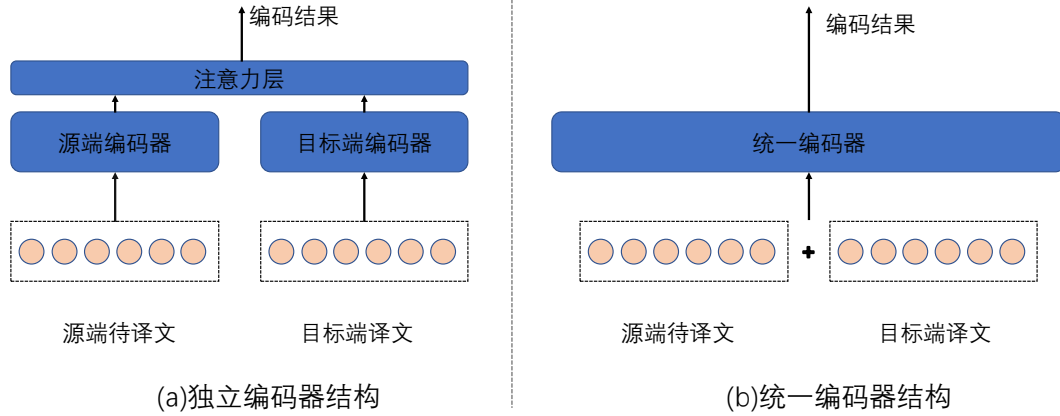 编码结果
注意力层
源端编码器
目标端编码器
源端待译文
目标端译文
(a)独立编码器结构
编码结果
统一编码器
+
源端待译文
目标端译文
(b)统一编码器结构